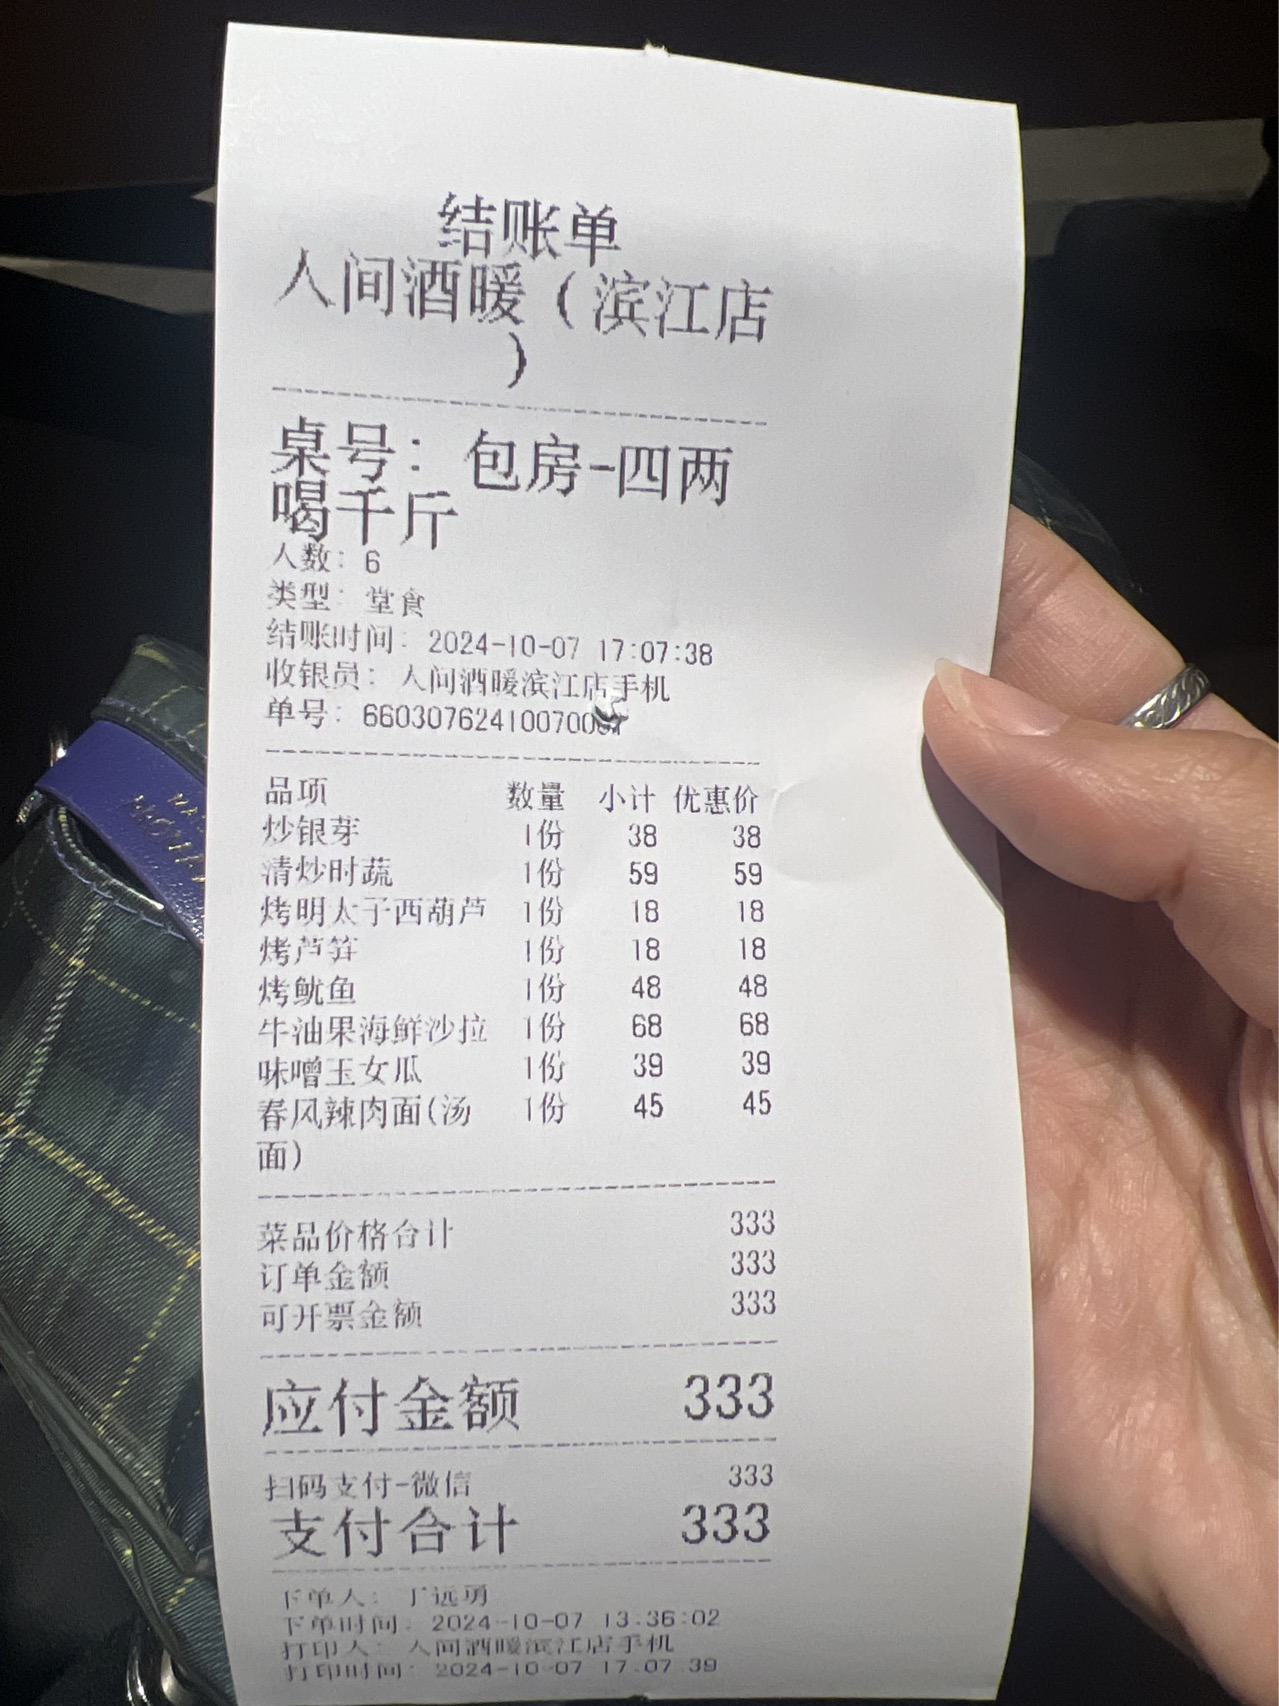 结账单
人间酒暖（滨江店
）
桌号：包房-四两
喝千斤
人数：6
类型：堂食
结账时间：2024-10-07 17:07:38
收银员：人间酒暖滨江店手机
单号：
品项 数量 小计 优惠价
炒银芽 1份 38 38
清炒时蔬 1份 59 59
烤明太子西葫芦 1份 18 18
烤芦笋 1份 18 18
烤鱿鱼 1份 48 48
牛油果海鲜沙拉 1份 68 68
味噌玉女瓜 1份 39 39
春风辣肉面(汤 1份 45 45
面)
菜品价格合计 333
订单金额 333
可开票金额 333
应付金额 333
扫码支付-微信 333
支付合计 333
下单人：丁远勇
下单时间：2024-10-07 13:36:02
打印人：人间酒暖滨江店手机
打印时间：2024-10-07 17:07:39